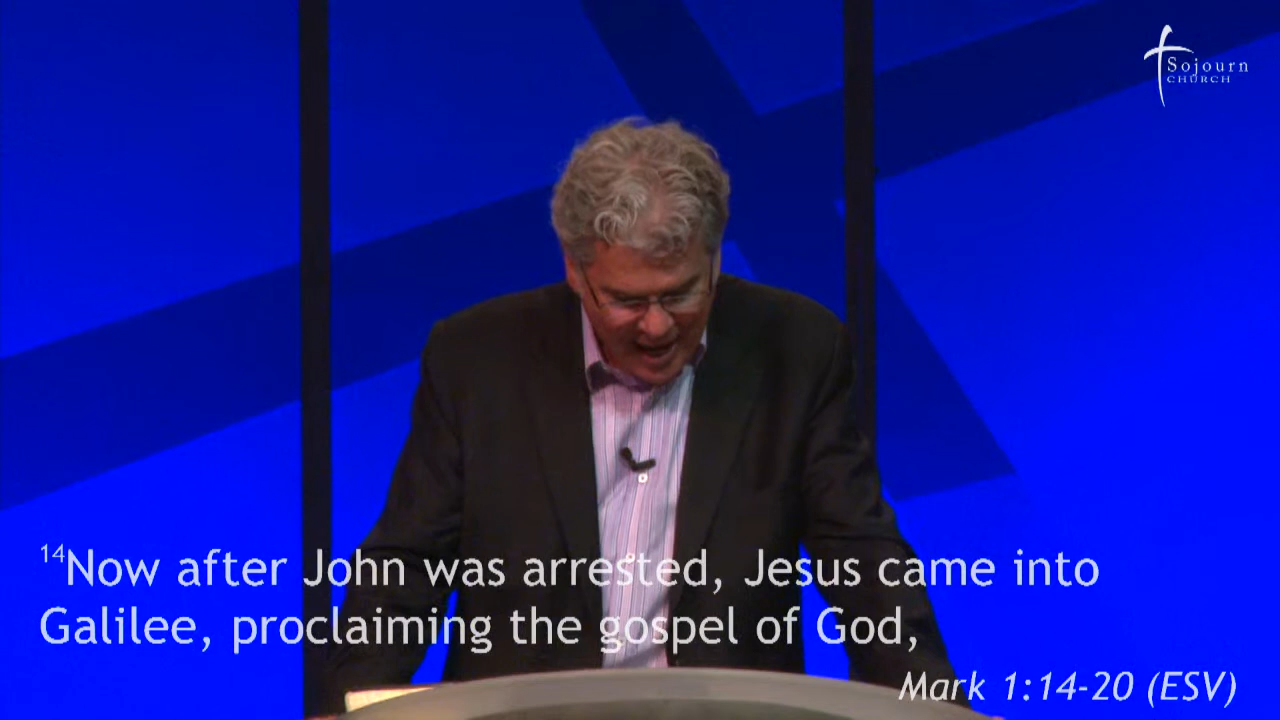 Sojourn
CHURCH
¹⁴Now after John was arrested, Jesus came into
Galilee, proclaiming the gospel of God,
Mark 1:14-20 (ESV)